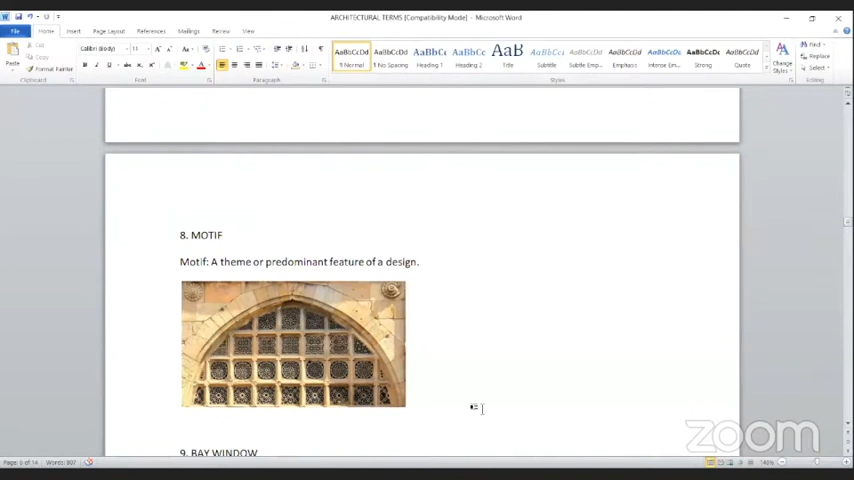 ARCHITECTURAL TERMS [Compatibility Mode] - Microsoft Word
File Home Insert Page Layout References Mailings Review View
Paste
Cut
Copy
Format Painter
Clipboard
Calibri (Body) 11
Font
Paragraph
AaBbCcDd AaBbCcDd AaBbCc AaBbCc AaB AaBbCc AaBbCcDd AaBbCcDd AaBbCcDd AaBbCcDd AaBbCcDd
¶ Normal ¶ No Spacing Heading 1 Heading 2 Title Subtitle Subtle Emp... Emphasis Intense Em... Strong Quote
Styles
Change Styles
Find
Replace
Select
Editing
8. MOTIF
Motif: A theme or predominant feature of a design.
9. BAY WINDOW
zoom
Page: 6 of 14 Words: 807